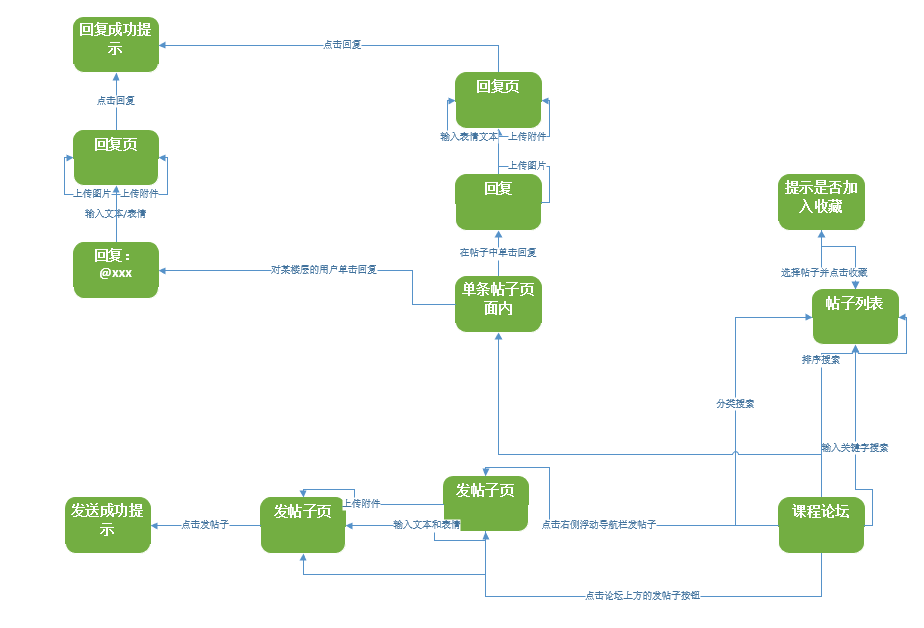 回复成功提
示
点击回复
点击回复
回复页
上传图片
上传附件
输入文本/表情
回复：
@xxx
对某楼层的用户单击回复
回复页
输入表情文本
上传附件
上传图片
回复
在帖子中单击回复
单条帖子页
面内
提示是否加
入收藏
选择帖子并点击收藏
帖子列表
排序搜索
分类搜索
输入关键字搜索
发送成功提
示
点击发帖子
发帖子页
上传附件
输入文本和表情
发帖子页
点击右侧浮动导航栏发帖子
课程论坛
点击论坛上方的发帖子按钮